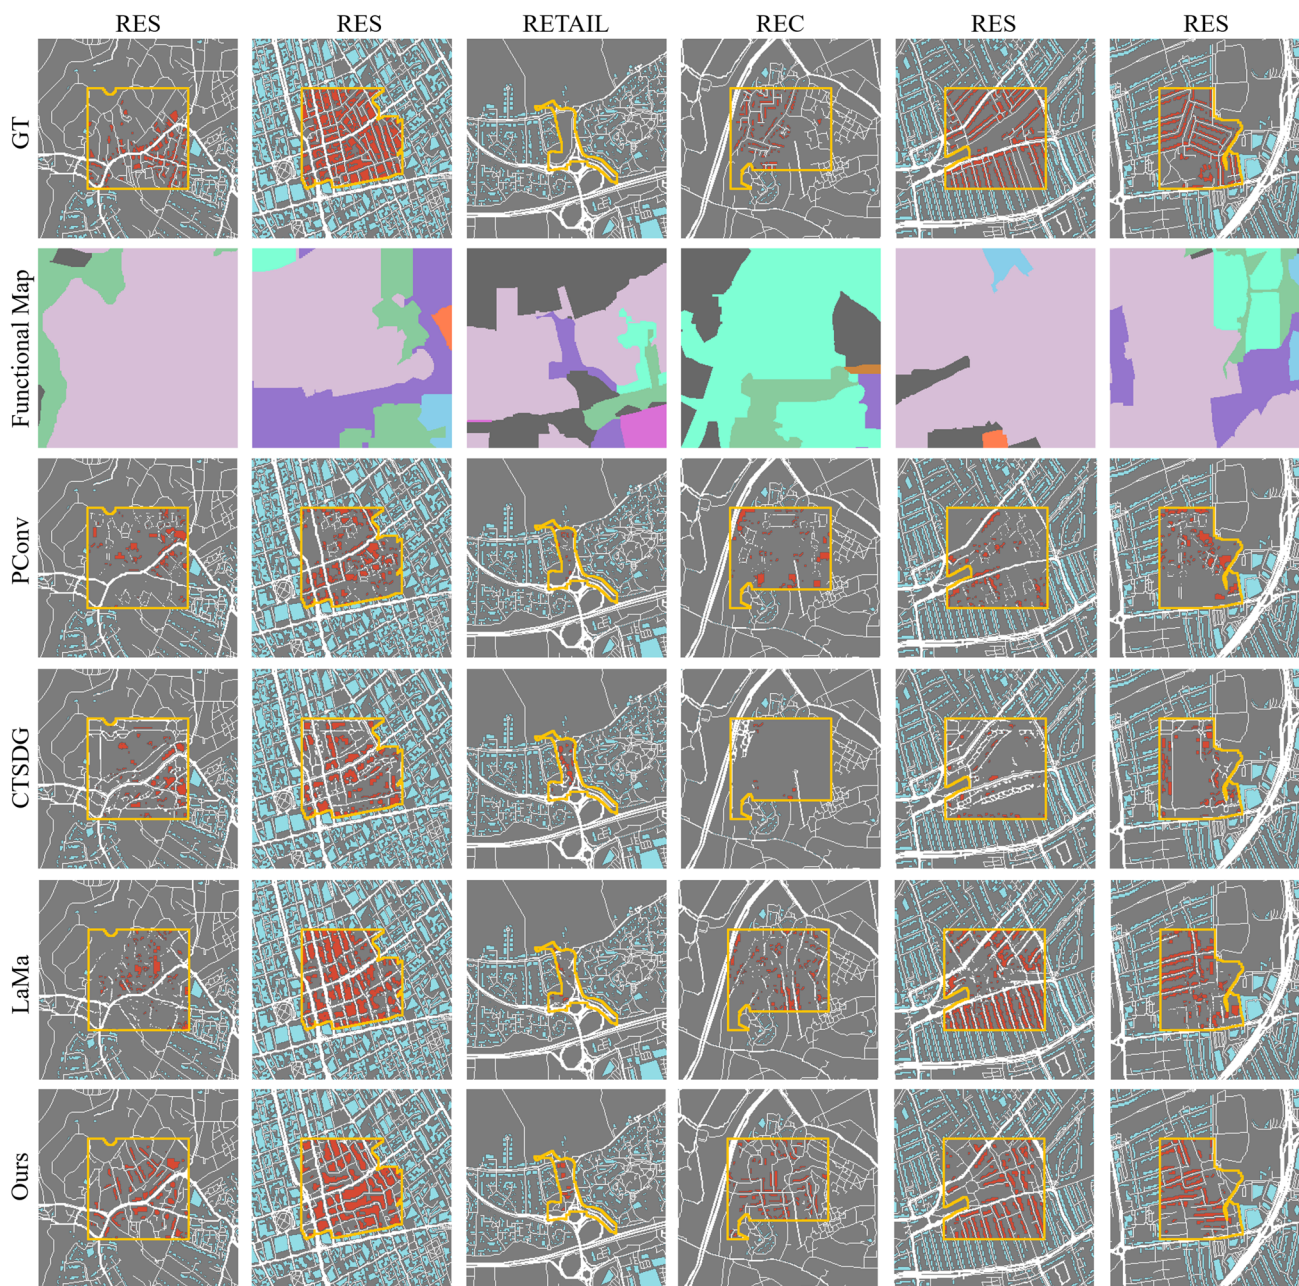 RES RES RETAIL REC RES RES
GT
Functional Map
PConv
CTSDG
LaMa
Ours